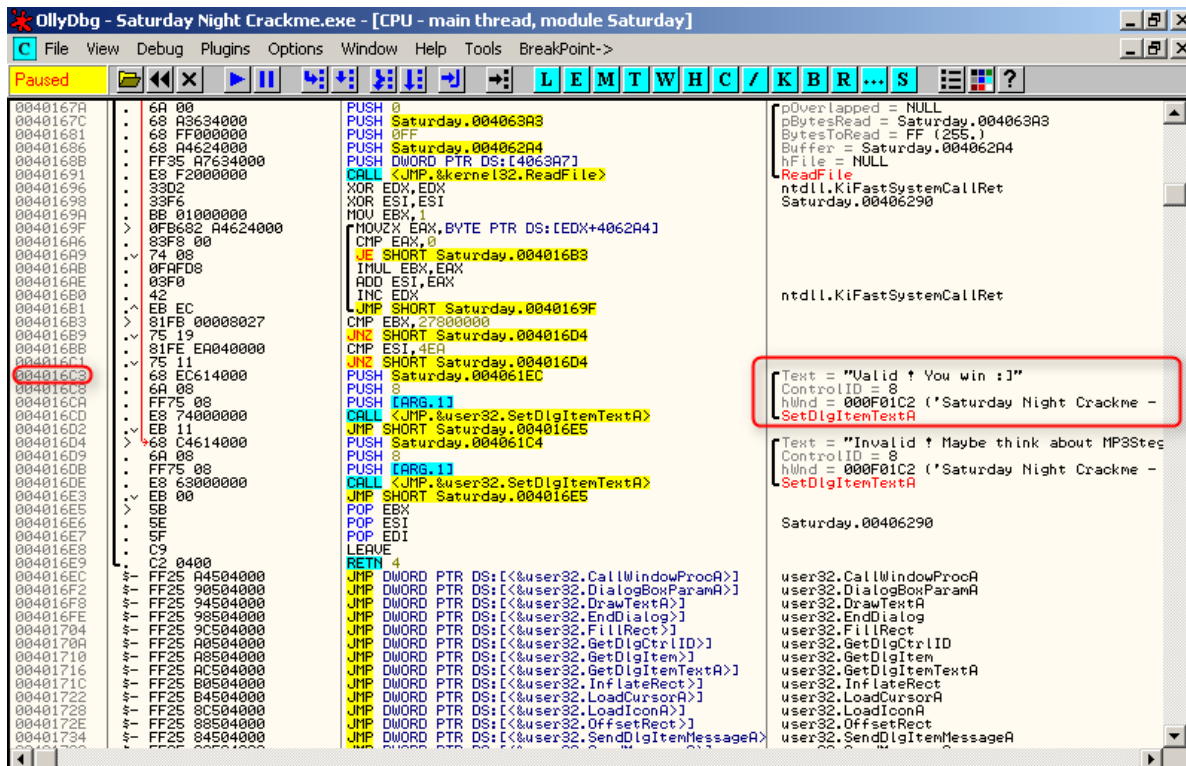 OllyDbg - Saturday Night Crackme.exe - [CPU - main thread, module Saturday]
C File View Debug Plugins Options Window Help Tools BreakPoint->
Paused L E M T W H C / K B R ... S ?
0040167A . 6A 00 PUSH 0 pOverlapped = NULL
0040167C . 68 A3634000 PUSH Saturday.004063A3 pBytesRead = Saturday.004063A3
00401681 . 68 FF000000 PUSH 0FF BytesToRead = FF (255.)
00401686 . 68 A4624000 PUSH Saturday.004062A4 Buffer = Saturday.004062A4
0040168B . FF35 A7634000 PUSH DWORD PTR DS:[4063A7] hFile = NULL
00401691 . E8 F2000000 CALL <JMP.&kernel32.ReadFile> ReadFile
00401696 . 33D2 XOR EDX,EDX ntdll.KiFastSystemCallRet
00401698 . 33F6 XOR ESI,ESI Saturday.00406290
0040169A . BB 01000000 MOV EBX,1
0040169F > 0FB682 A4624000 MOVZX EAX,BYTE PTR DS:[EDX+4062A4]
004016A6 . 83F8 00 CMP EAX,0
004016A9 .v 74 08 JE SHORT Saturday.004016B3
004016AB . 0FAFD8 IMUL EBX,EAX
004016AE . 03F0 ADD ESI,EAX
004016B0 . 42 INC EDX ntdll.KiFastSystemCallRet
004016B1 .^ EB EC JMP SHORT Saturday.0040169F
004016B3 > 81FB 00008027 CMP EBX,27800000
004016B9 .v 75 19 JNZ SHORT Saturday.004016D4
004016BB . 81FE EA040000 CMP ESI,4EA
004016C1 .v 75 11 JNZ SHORT Saturday.004016D4
004016C3 . 68 EC614000 PUSH Saturday.004061EC Text = "Valid ! You win :]"
004016C8 . 6A 08 PUSH 8 ControlID = 8
004016CA . FF75 08 PUSH [ARG.1] hWnd = 000F01C2 ('Saturday Night Crackme -
004016CD . E8 74000000 CALL <JMP.&user32.SetDlgItemTextA> SetDlgItemTextA
004016D2 .v EB 11 JMP SHORT Saturday.004016E5
004016D4 > 68 C4614000 PUSH Saturday.004061C4 Text = "Invalid ! Maybe think about MP3Steg
004016D9 . 6A 08 PUSH 8 ControlID = 8
004016DB . FF75 08 PUSH [ARG.1] hWnd = 000F01C2 ('Saturday Night Crackme -
004016DE . E8 63000000 CALL <JMP.&user32.SetDlgItemTextA> SetDlgItemTextA
004016E3 .v EB 00 JMP SHORT Saturday.004016E5
004016E5 > 5B POP EBX
004016E6 . 5E POP ESI Saturday.00406290
004016E7 . 5F POP EDI
004016E8 . C9 LEAVE
004016E9 . C2 0400 RETN 4
004016EC $- FF25 A4504000 JMP DWORD PTR DS:[<&user32.CallWindowProcA>] user32.CallWindowProcA
004016F2 $- FF25 90504000 JMP DWORD PTR DS:[<&user32.DialogBoxParamA>] user32.DialogBoxParamA
004016F8 $- FF25 94504000 JMP DWORD PTR DS:[<&user32.DrawTextA>] user32.DrawTextA
004016FE $- FF25 98504000 JMP DWORD PTR DS:[<&user32.EndDialog>] user32.EndDialog
00401704 $- FF25 9C504000 JMP DWORD PTR DS:[<&user32.FillRect>] user32.FillRect
0040170A $- FF25 A0504000 JMP DWORD PTR DS:[<&user32.GetDlgCtrlID>] user32.GetDlgCtrlID
00401710 $- FF25 A8504000 JMP DWORD PTR DS:[<&user32.GetDlgItem>] user32.GetDlgItem
00401716 $- FF25 AC504000 JMP DWORD PTR DS:[<&user32.GetDlgItemTextA>] user32.GetDlgItemTextA
0040171C $- FF25 B0504000 JMP DWORD PTR DS:[<&user32.InflateRect>] user32.InflateRect
00401722 $- FF25 B4504000 JMP DWORD PTR DS:[<&user32.LoadCursorA>] user32.LoadCursorA
00401728 $- FF25 8C504000 JMP DWORD PTR DS:[<&user32.LoadIconA>] user32.LoadIconA
0040172E $- FF25 88504000 JMP DWORD PTR DS:[<&user32.OffsetRect>] user32.OffsetRect
00401734 $- FF25 84504000 JMP DWORD PTR DS:[<&user32.SendDlgItemMessageA>] user32.SendDlgItemMessageA